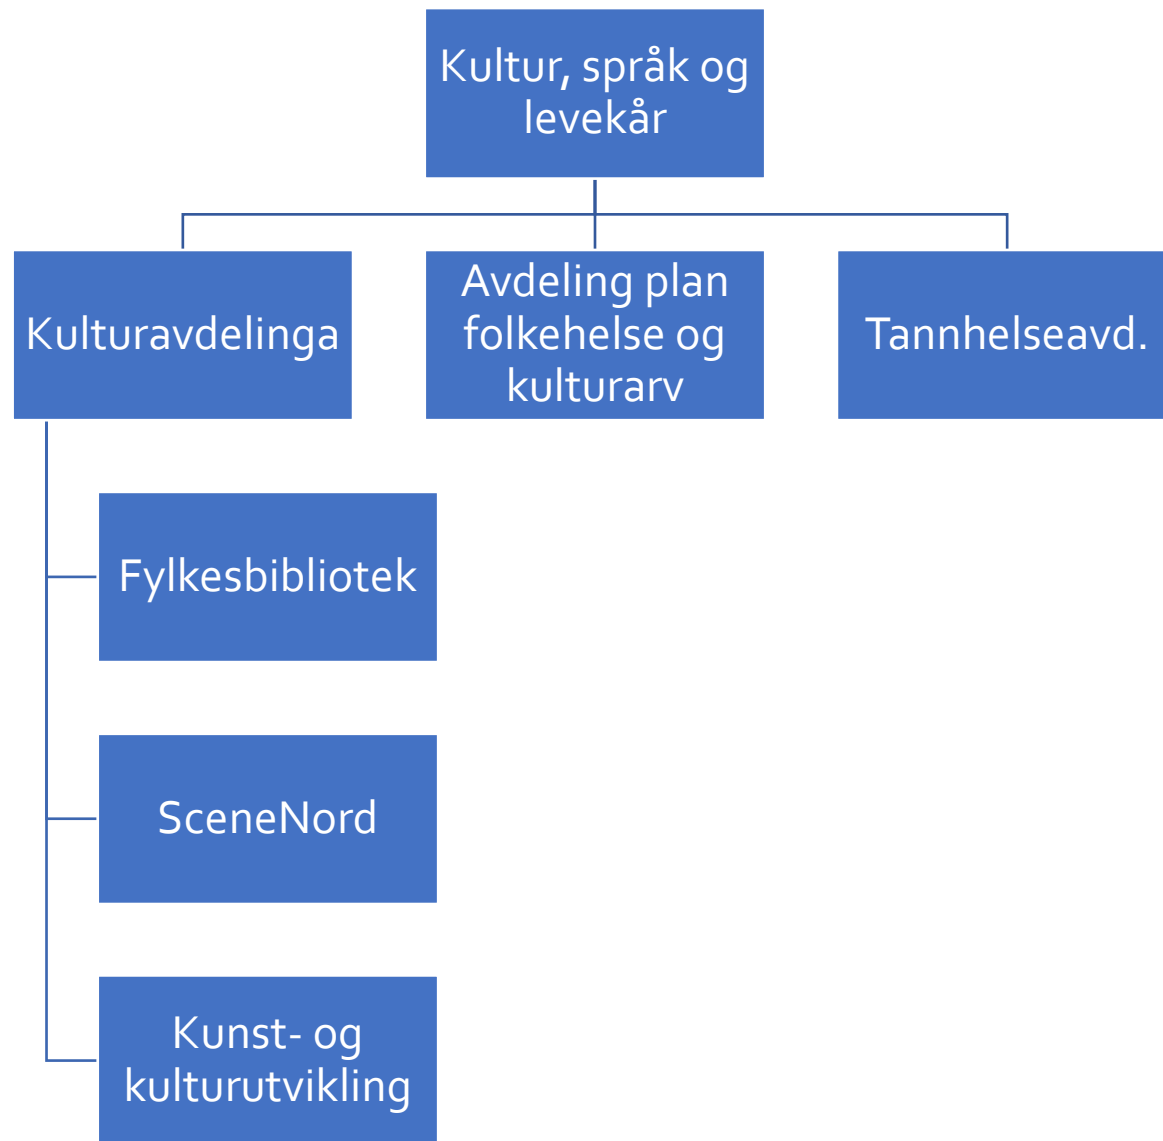 Kultur, språk og
levekår
Kulturavdelinga
Avdeling plan
folkehelse og
kulturarv
Tannhelseavd.
Fylkesbibliotek
SceneNord
Kunst- og
kulturutvikling